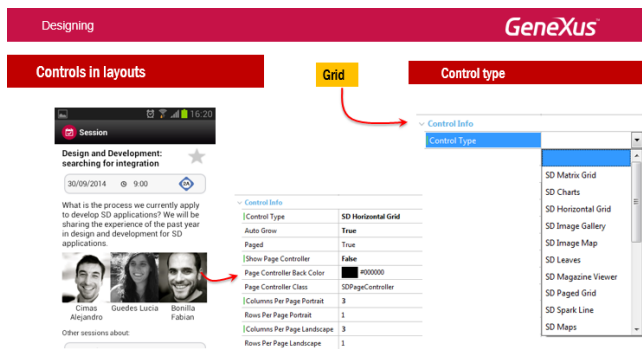 Designing
GeneXus
Controls in layouts
Grid
Control type
16:20
Session
Design and Development:
searching for integration
30/09/2014
9:00
2A
What is the process we currently apply
to develop SD applications? We will be
sharing the experience of the past year
in design and development for SD
applications.
Cimas
Alejandro
Guedes Lucia
Bonilla
Fabian
Other sessions about:
Control Info
Control Type SD Horizontal Grid
Auto Grow True
Paged True
Show Page Controller False
Page Controller Back Color #000000
Page Controller Class SDPageController
Columns Per Page Portrait 3
Rows Per Page Portrait 1
Columns Per Page Landscape 3
Rows Per Page Landscape 1
Control Info
Control Type
SD Matrix Grid
SD Charts
SD Horizontal Grid
SD Image Gallery
SD Image Map
SD Leaves
SD Magazine Viewer
SD Paged Grid
SD Spark Line
SD Maps